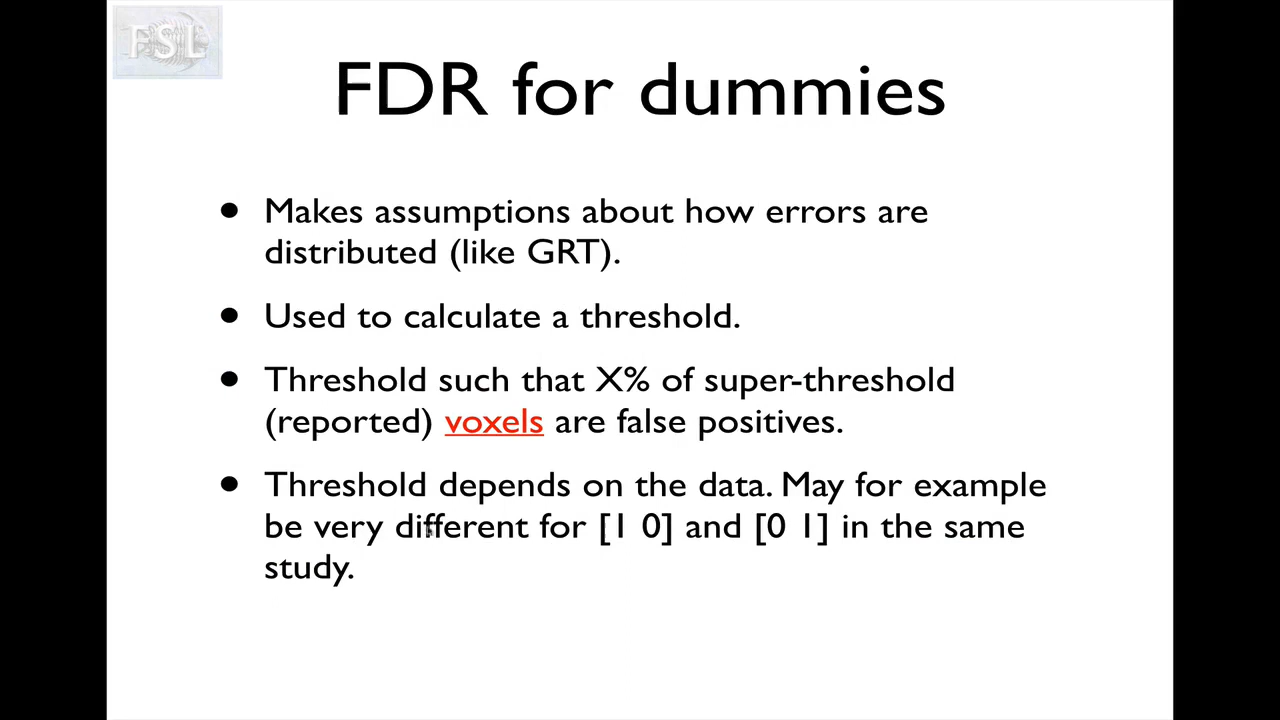 FSL
FDR for dummies
• Makes assumptions about how errors are
distributed (like GRT).
• Used to calculate a threshold.
• Threshold such that X% of super-threshold
(reported) voxels are false positives.
• Threshold depends on the data. May for example
be very different for [1 0] and [0 1] in the same
study.